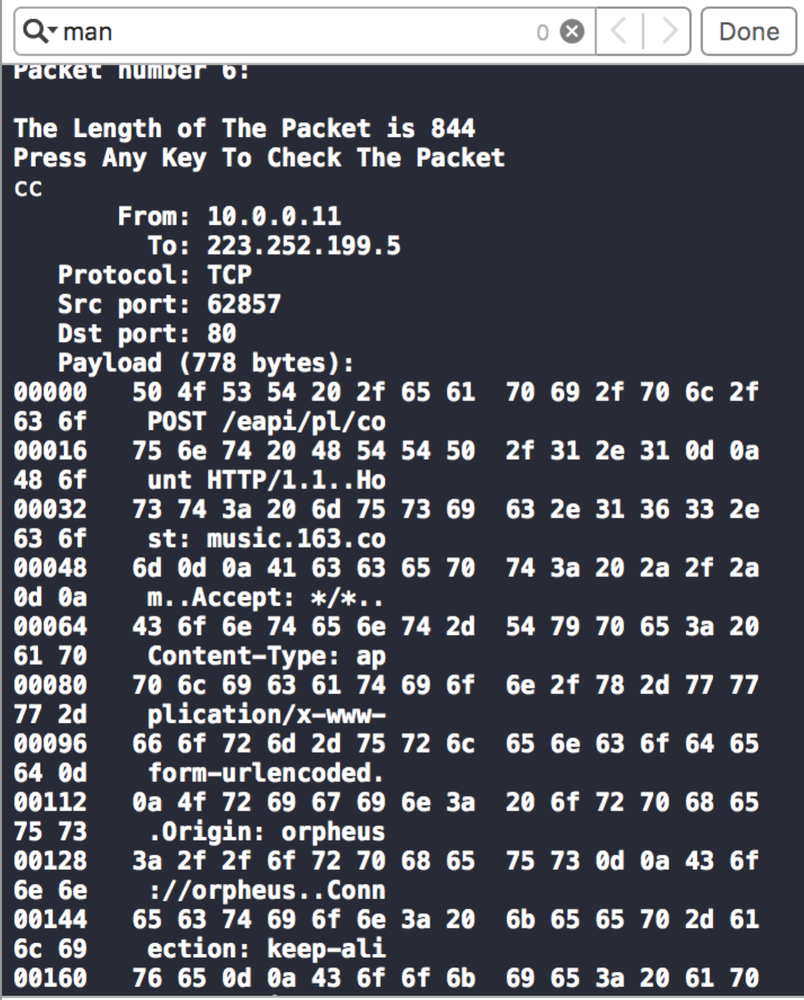 man 0 Done
Packet number 6:
The Length of The Packet is 844
Press Any Key To Check The Packet
cc
From: 10.0.0.11
To: 223.252.199.5
Protocol: TCP
Src port: 62857
Dst port: 80
Payload (778 bytes):
00000 50 4f 53 54 20 2f 65 61 70 69 2f 70 6c 2f
63 6f POST /eapi/pl/co
00016 75 6e 74 20 48 54 54 50 2f 31 2e 31 0d 0a
48 6f unt HTTP/1.1..Ho
00032 73 74 3a 20 6d 75 73 69 63 2e 31 36 33 2e
63 6f st: music.163.co
00048 6d 0d 0a 41 63 63 65 70 74 3a 20 2a 2f 2a
0d 0a m..Accept: */*..
00064 43 6f 6e 74 65 6e 74 2d 54 79 70 65 3a 20
61 70 Content-Type: ap
00080 70 6c 69 63 61 74 69 6f 6e 2f 78 2d 77 77
77 2d plication/x-www-
00096 66 6f 72 6d 2d 75 72 6c 65 6e 63 6f 64 65
64 0d form-urlencoded.
00112 0a 4f 72 69 67 69 6e 3a 20 6f 72 70 68 65
75 73 .Origin: orpheus
00128 3a 2f 2f 6f 72 70 68 65 75 73 0d 0a 43 6f
6e 6e ://orpheus..Conn
00144 65 63 74 69 6f 6e 3a 20 6b 65 65 70 2d 61
6c 69 ection: keep-ali
00160 76 65 0d 0a 43 6f 6f 6b 69 65 3a 20 61 70